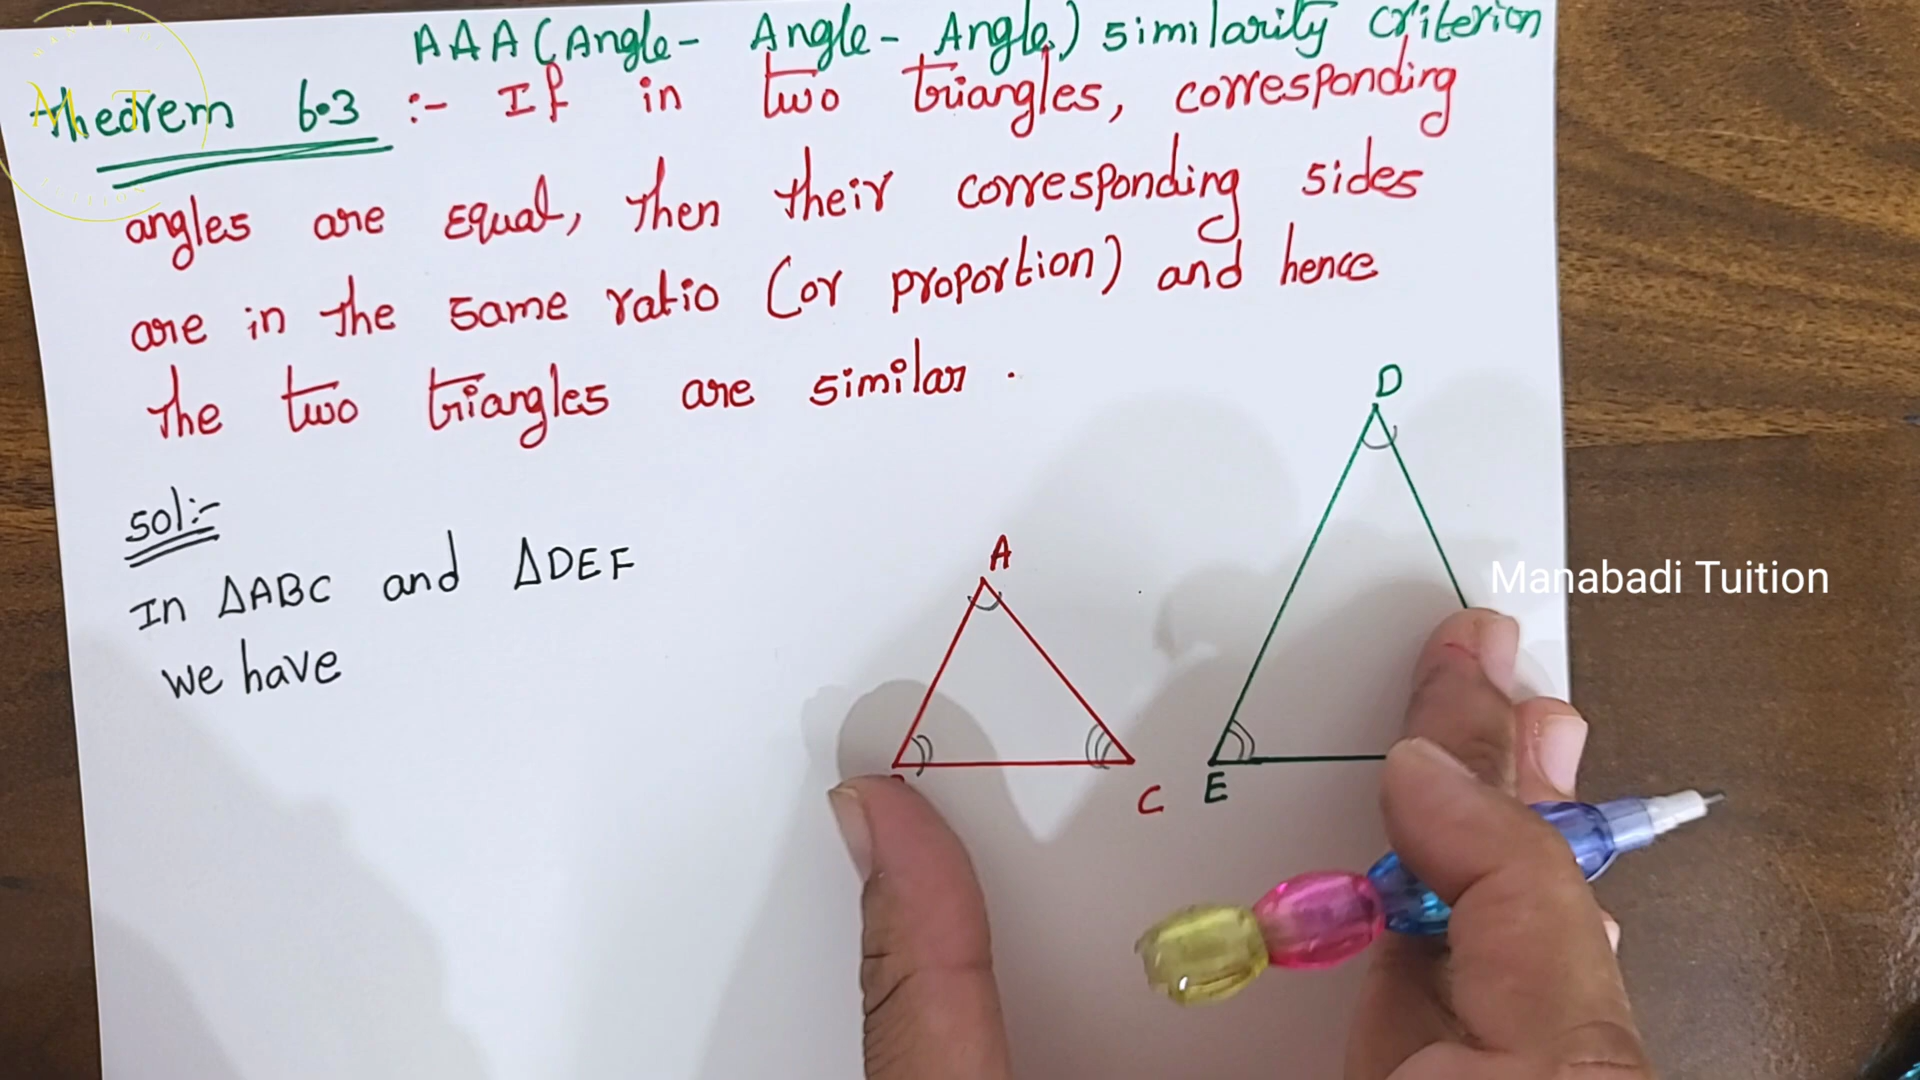 AAA (Angle - Angle - Angle) similarity criterion
Theorem 6.3 :- If in two triangles, corresponding
angles are Equal, then their corresponding sides
are in the same ratio (or proportion) and hence
the two triangles are similar .
Sol:-
In ΔABC and ΔDEF
we have
A
C
D
E
Manabadi Tuition
MT